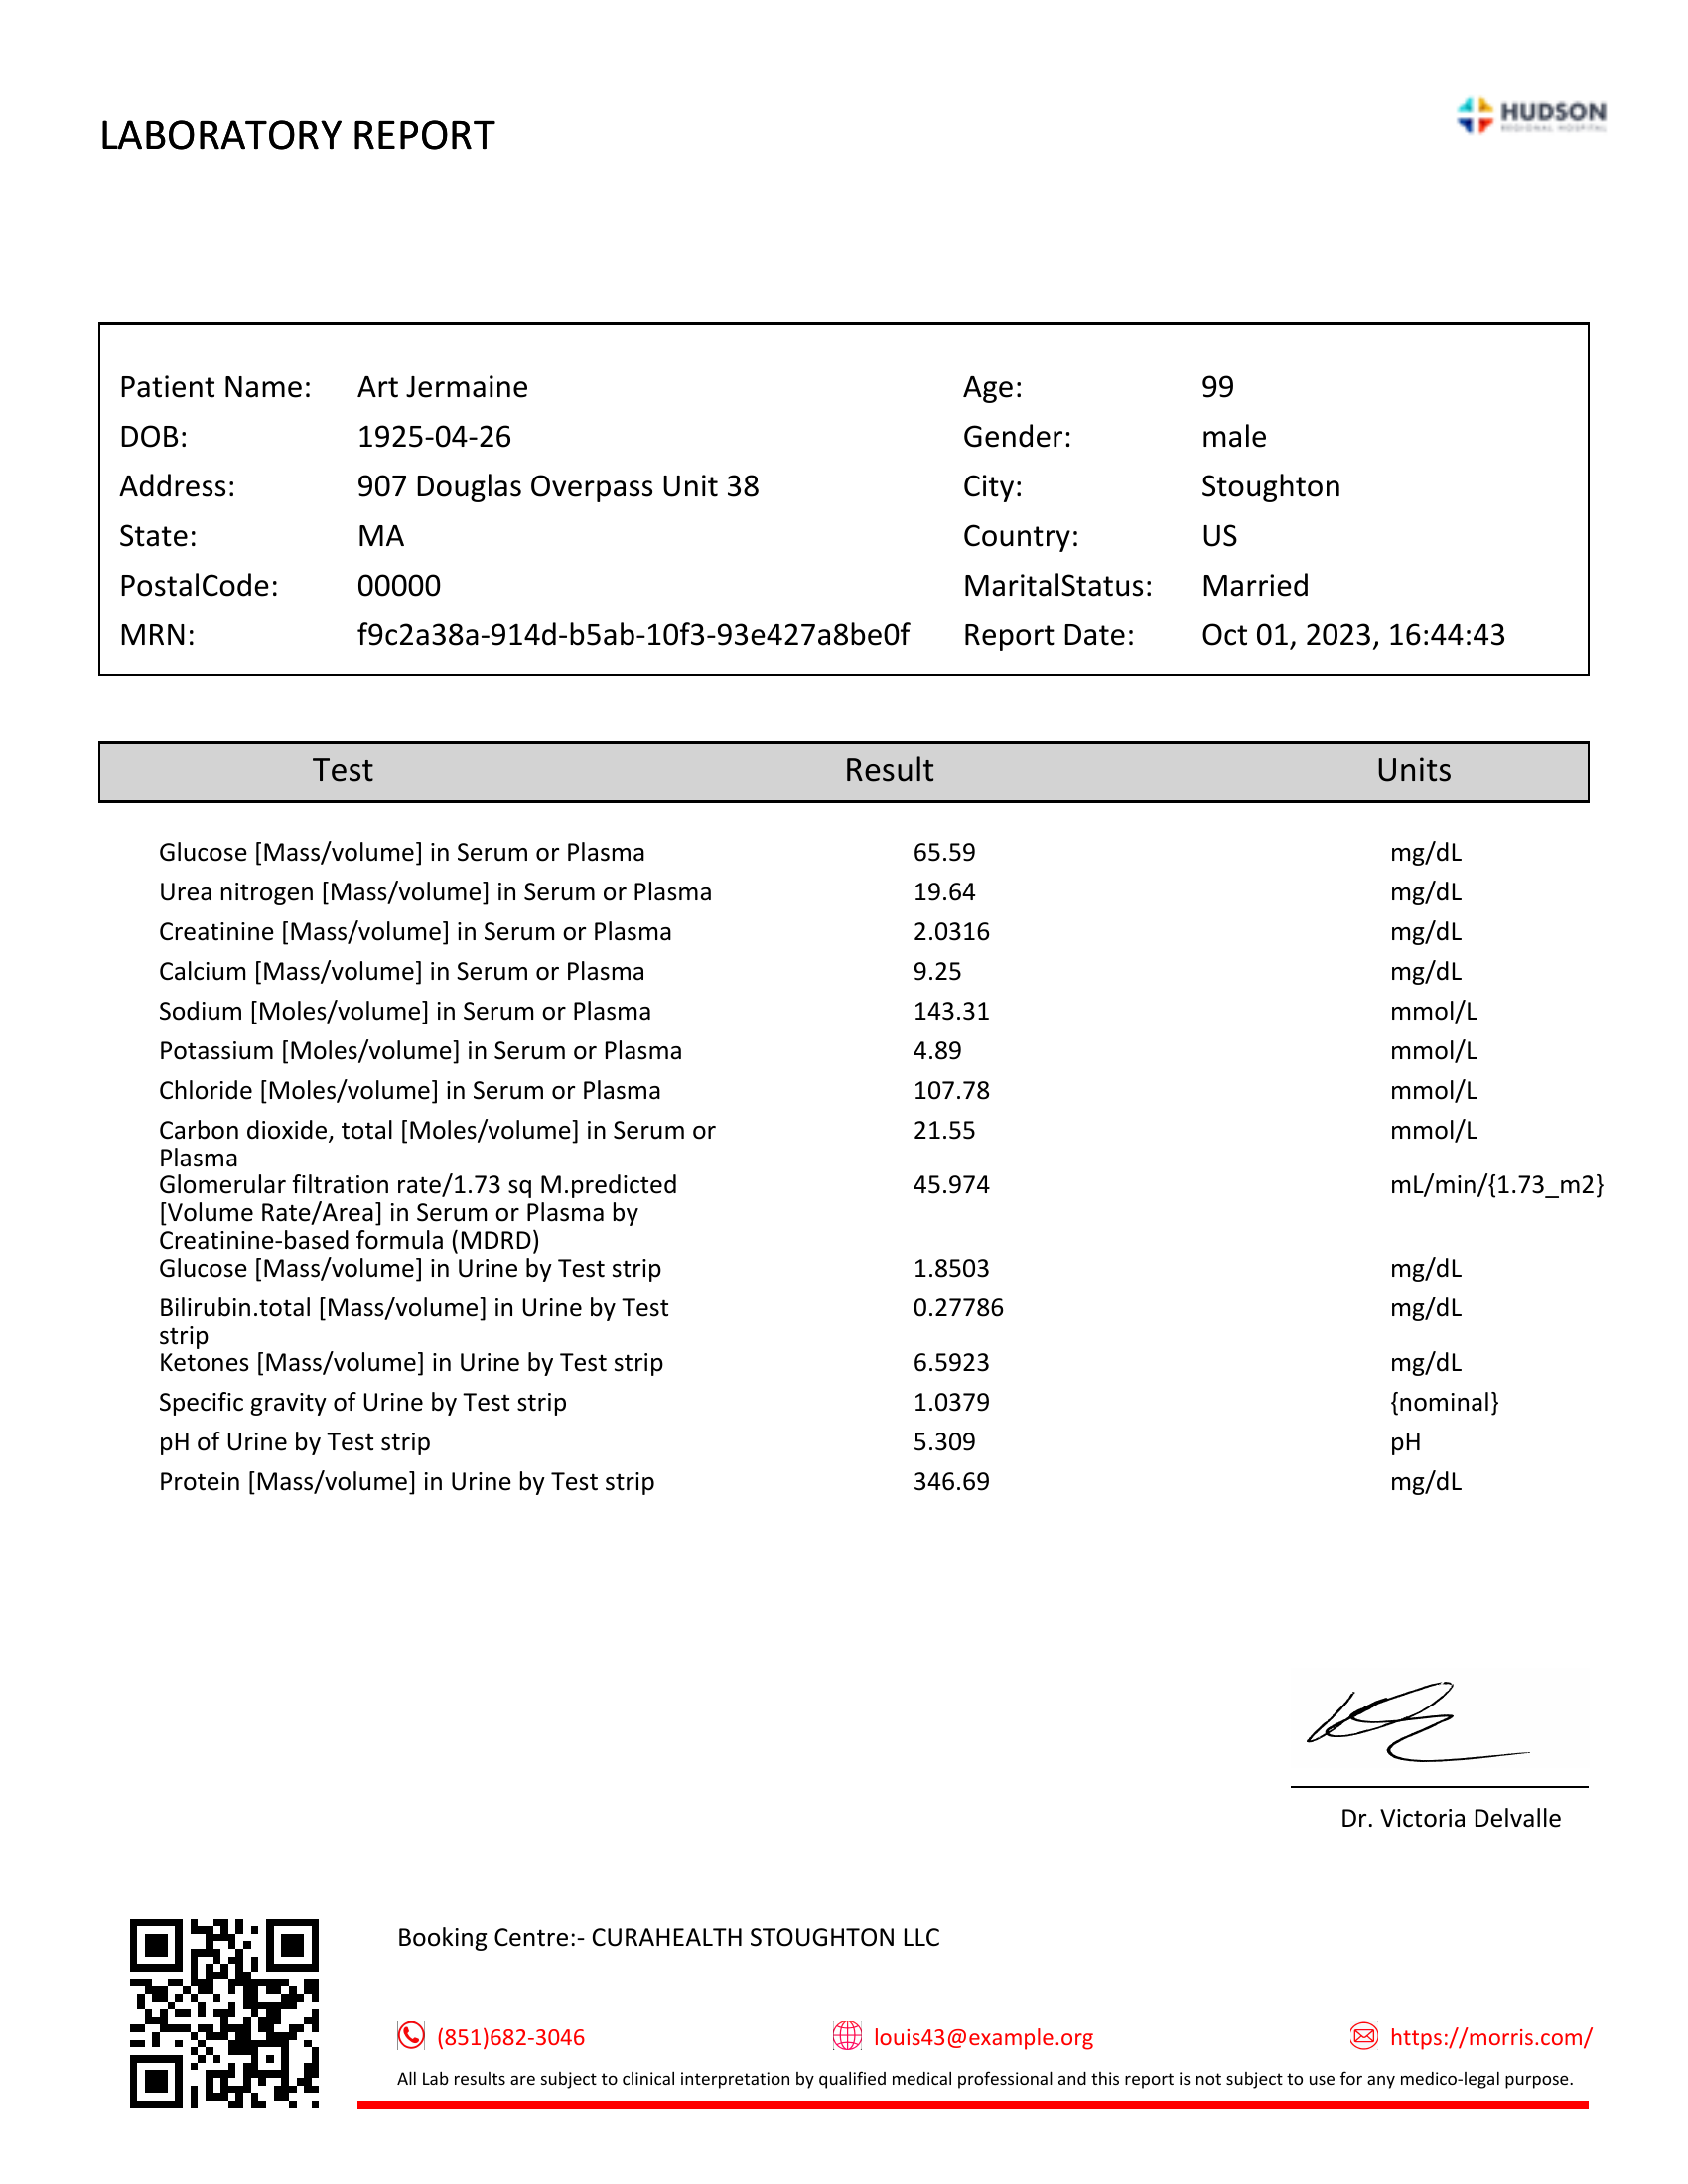 HUDSON
REGIONAL HOSPITAL
LABORATORY REPORT
Patient Name: Art Jermaine Age: 99
DOB: 1925-04-26 Gender: male
Address: 907 Douglas Overpass Unit 38 City: Stoughton
State: MA Country: US
PostalCode: 00000 MaritalStatus: Married
MRN: f9c2a38a-914d-b5ab-10f3-93e427a8be0f Report Date: Oct 01, 2023, 16:44:43
Test Result Units
Glucose [Mass/volume] in Serum or Plasma 65.59 mg/dL
Urea nitrogen [Mass/volume] in Serum or Plasma 19.64 mg/dL
Creatinine [Mass/volume] in Serum or Plasma 2.0316 mg/dL
Calcium [Mass/volume] in Serum or Plasma 9.25 mg/dL
Sodium [Moles/volume] in Serum or Plasma 143.31 mmol/L
Potassium [Moles/volume] in Serum or Plasma 4.89 mmol/L
Chloride [Moles/volume] in Serum or Plasma 107.78 mmol/L
Carbon dioxide, total [Moles/volume] in Serum or 21.55 mmol/L
Plasma
Glomerular filtration rate/1.73 sq M.predicted 45.974 mL/min/{1.73_m2}
[Volume Rate/Area] in Serum or Plasma by
Creatinine-based formula (MDRD)
Glucose [Mass/volume] in Urine by Test strip 1.8503 mg/dL
Bilirubin.total [Mass/volume] in Urine by Test 0.27786 mg/dL
strip
Ketones [Mass/volume] in Urine by Test strip 6.5923 mg/dL
Specific gravity of Urine by Test strip 1.0379 {nominal}
pH of Urine by Test strip 5.309 pH
Protein [Mass/volume] in Urine by Test strip 346.69 mg/dL
Dr. Victoria Delvalle
Booking Centre:- CURAHEALTH STOUGHTON LLC
(851)682-3046 louis43@example.org https://morris.com/
All Lab results are subject to clinical interpretation by qualified medical professional and this report is not subject to use for any medico-legal purpose.